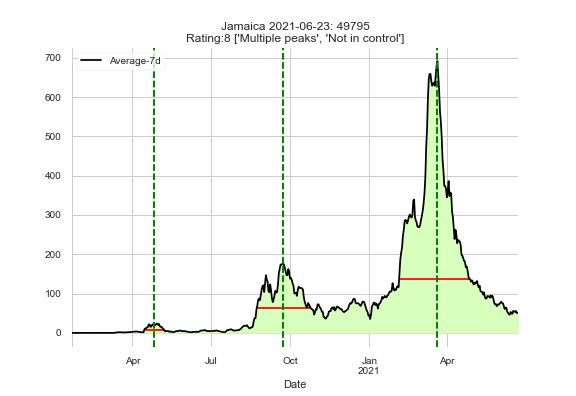 Jamaica 2021-06-23: 49795
Rating:8 ['Multiple peaks', 'Not in control']
Average-7d
700
600
500
400
300
200
100
0
Apr Jul Oct Jan Apr
2021
Date